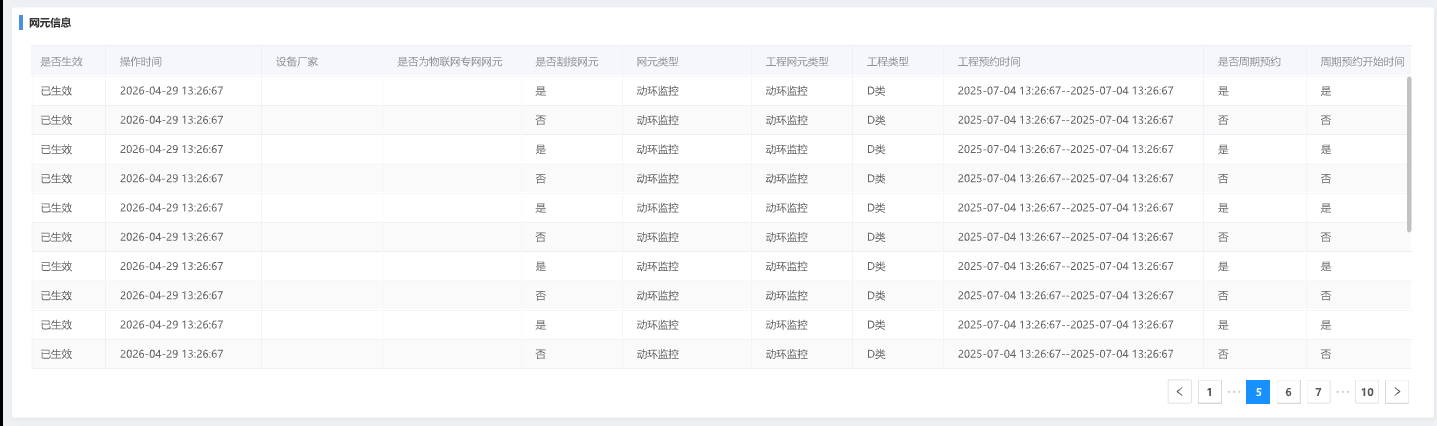 网元信息
是否生效 操作时间 设备厂家 是否为物联网专网网元 是否割接网元 网元类型 工程网元类型 工程类型 工程预约时间 是否周期预约 周期预约开始时间
已生效 2026-04-29 13:26:67 是 动环监控 动环监控 D类 2025-07-04 13:26:67--2025-07-04 13:26:67 是 是
已生效 2026-04-29 13:26:67 否 动环监控 动环监控 D类 2025-07-04 13:26:67--2025-07-04 13:26:67 否 否
已生效 2026-04-29 13:26:67 是 动环监控 动环监控 D类 2025-07-04 13:26:67--2025-07-04 13:26:67 是 是
已生效 2026-04-29 13:26:67 否 动环监控 动环监控 D类 2025-07-04 13:26:67--2025-07-04 13:26:67 否 否
已生效 2026-04-29 13:26:67 是 动环监控 动环监控 D类 2025-07-04 13:26:67--2025-07-04 13:26:67 是 是
已生效 2026-04-29 13:26:67 否 动环监控 动环监控 D类 2025-07-04 13:26:67--2025-07-04 13:26:67 否 否
已生效 2026-04-29 13:26:67 是 动环监控 动环监控 D类 2025-07-04 13:26:67--2025-07-04 13:26:67 是 是
已生效 2026-04-29 13:26:67 否 动环监控 动环监控 D类 2025-07-04 13:26:67--2025-07-04 13:26:67 否 否
已生效 2026-04-29 13:26:67 是 动环监控 动环监控 D类 2025-07-04 13:26:67--2025-07-04 13:26:67 是 是
已生效 2026-04-29 13:26:67 否 动环监控 动环监控 D类 2025-07-04 13:26:67--2025-07-04 13:26:67 否 否
< 1 ··· 5 6 7 ··· 10 >